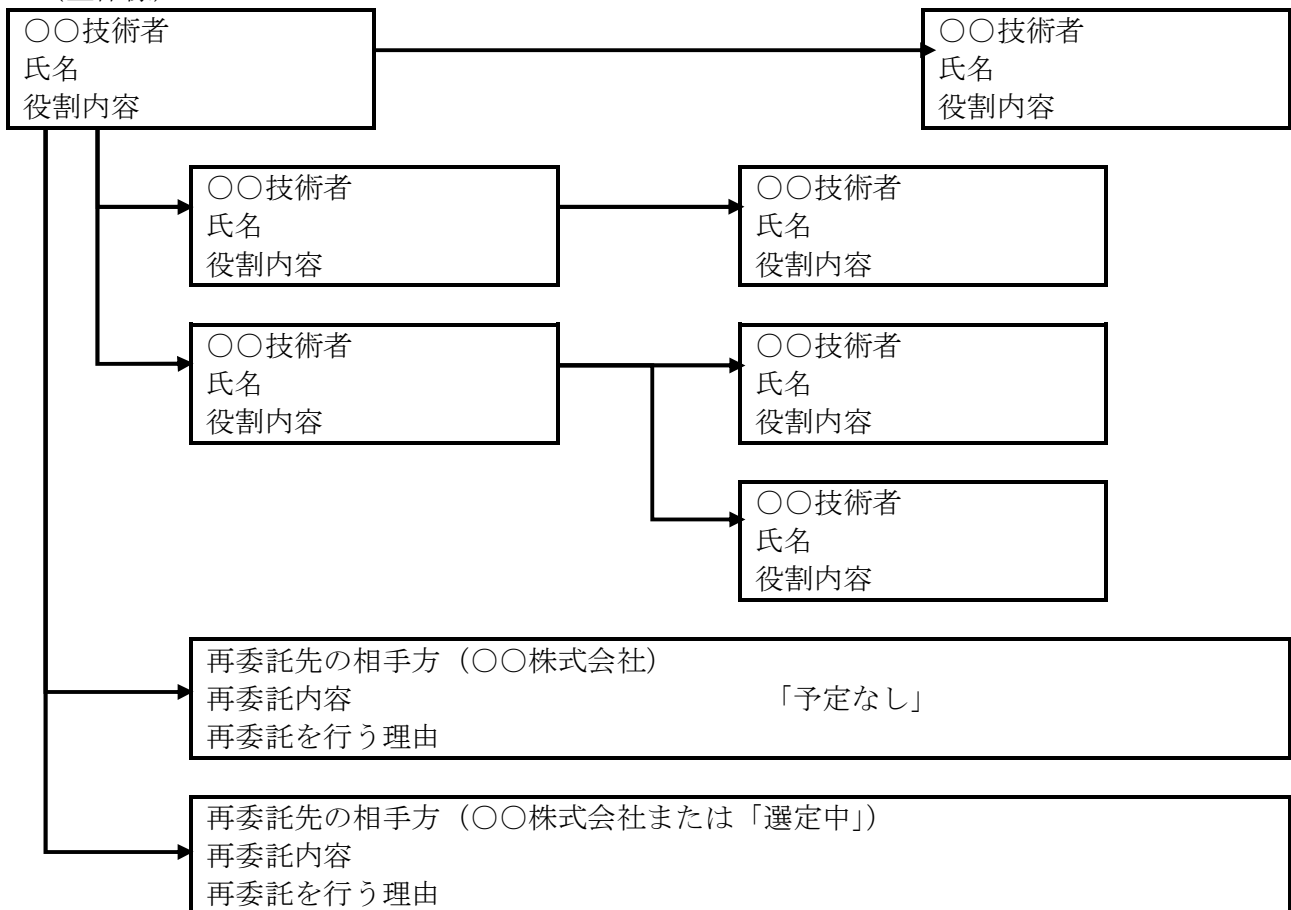 ○○技術者
氏名
役割内容
○○技術者
氏名
役割内容
○○技術者
氏名
役割内容
○○技術者
氏名
役割内容
○○技術者
氏名
役割内容
○○技術者
氏名
役割内容
○○技術者
氏名
役割内容
再委託先の相手方（○○株式会社）
再委託内容 「予定なし」
再委託を行う理由
再委託先の相手方（○○株式会社または「選定中」）
再委託内容
再委託を行う理由